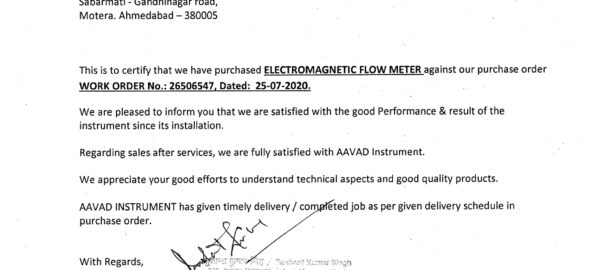 Sabarmati - Gandhinagar road,
Motera. Ahmedabad – 380005
This is to certify that we have purchased ELECTROMAGNETIC FLOW METER against our purchase order
WORK ORDER No.: 26506547, Dated:  25-07-2020.
We are pleased to inform you that we are satisfied with the good Performance & result of the
instrument since its installation.
Regarding sales after services, we are fully satisfied with AAVAD Instrument.
We appreciate your good efforts to understand technical aspects and good quality products.
AAVAD INSTRUMENT has given timely delivery / completed job as per given delivery schedule in
purchase order.
With Regards,
Sushant Kumar Singh